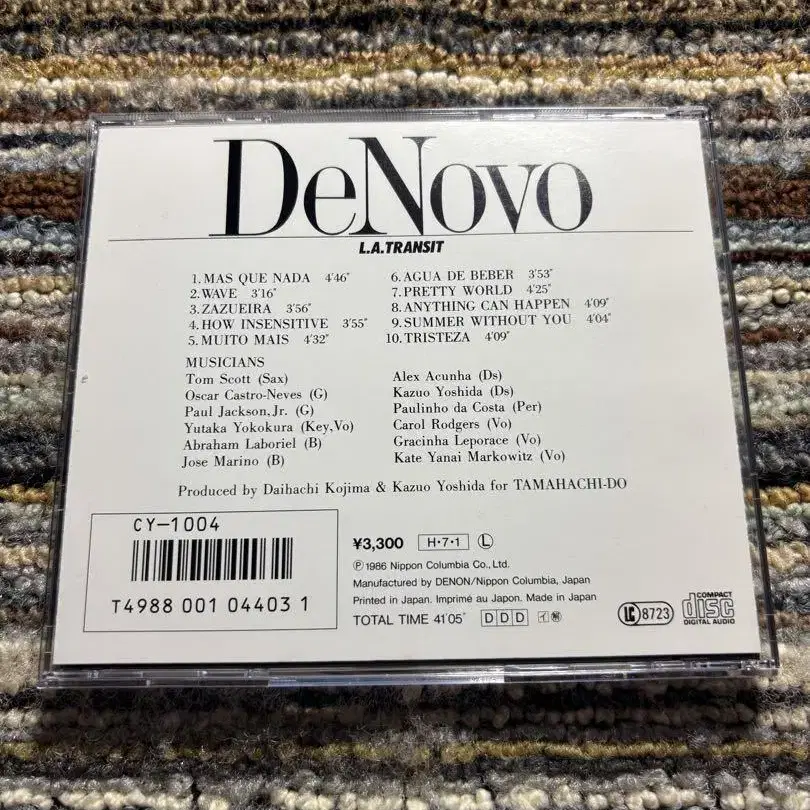 DeNovo
L.A.TRANSIT
1. MAS QUE NADA 4'46"
2. WAVE 3'16"
3. ZAZUEIRA 3'56"
4. HOW INSENSITIVE 3'55"
5. MUITO MAIS 4'32"
6. AGUA DE BEBER 3'53"
7. PRETTY WORLD 4'25"
8. ANYTHING CAN HAPPEN 4'09"
9. SUMMER WITHOUT YOU 4'04"
10. TRISTEZA 4'09"
MUSICIANS
Tom Scott (Sax)
Oscar Castro-Neves (G)
Paul Jackson,Jr. (G)
Yutaka Yokokura (Key,Vo)
Abraham Laboriel (B)
Jose Marino (B)
Alex Acunha (Ds)
Kazuo Yoshida (Ds)
Paulinho da Costa (Per)
Carol Rodgers (Vo)
Gracinha Leporace (Vo)
Kate Yanai Markowitz (Vo)
Produced by Daihachi Kojima & Kazuo Yoshida for TAMAHACHI-DO
CY-1004
T4988 001 04403 1
¥3,300 H・7・1 Ⓛ
Ⓟ 1986 Nippon Columbia Co., Ltd.
Manufactured by DENON/Nippon Columbia, Japan
Printed in Japan. Imprimé au Japon. Made in Japan
TOTAL TIME 41'05" DDD
LC 8723
COMPACT
disc
DIGITAL AUDIO